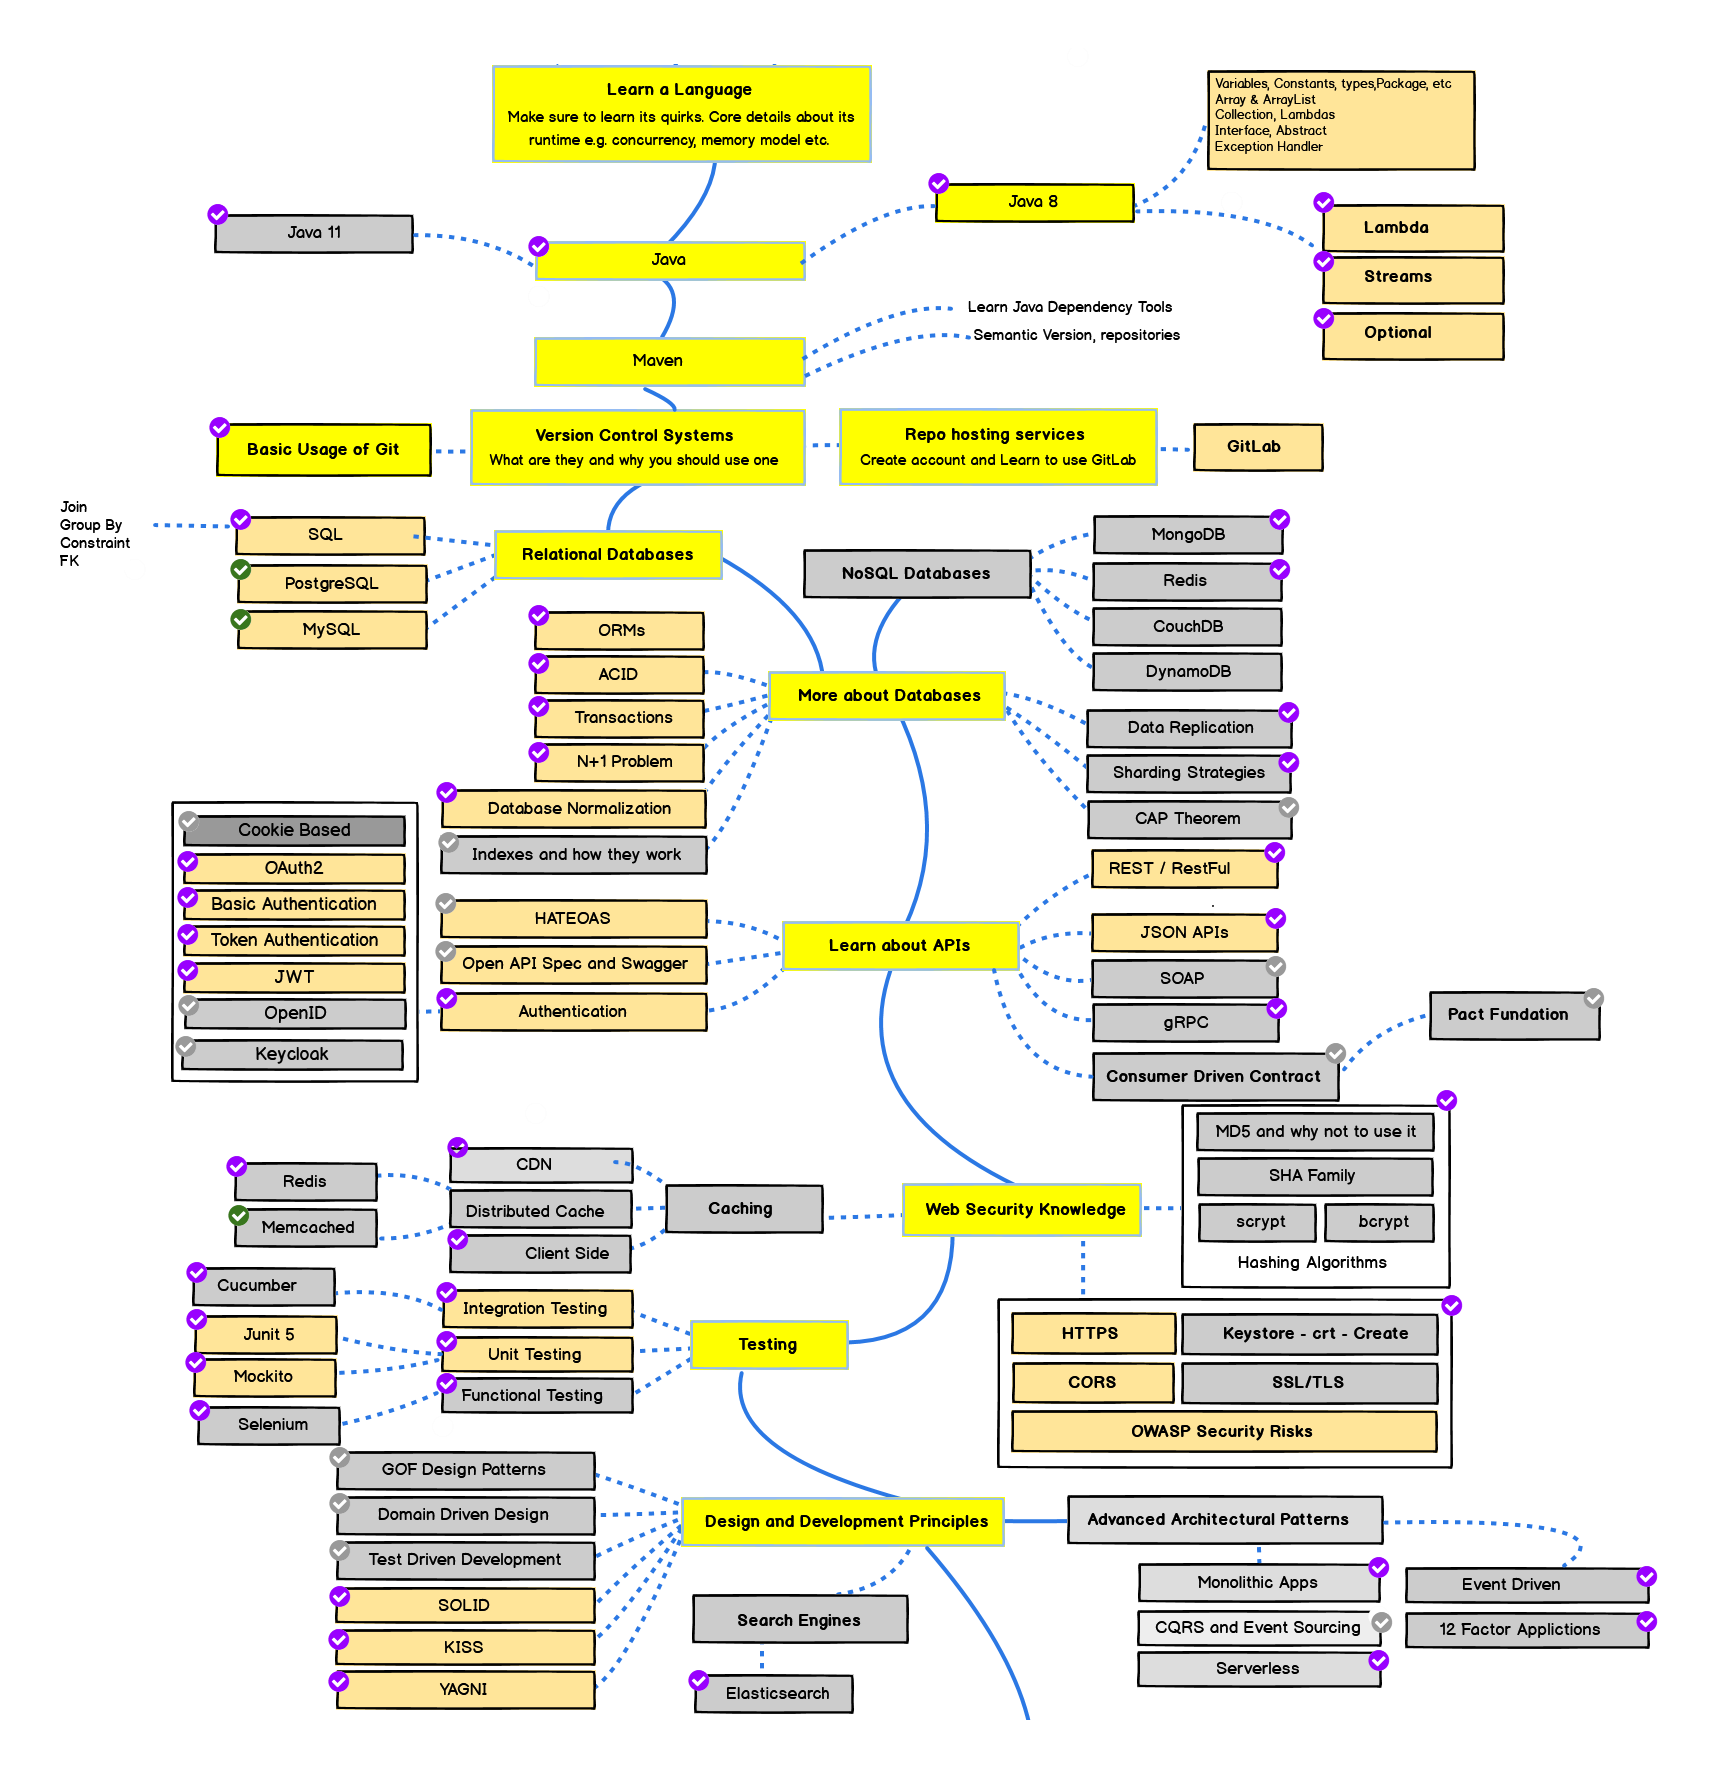 Learn a Language
Make sure to learn its quirks. Core details about its
runtime e.g. concurrency, memory model etc.
Variables, Constants, types,Package, etc
Array & ArrayList
Collection, Lambdas
Interface, Abstract
Exception Handler
Java 8
Java 11
Java
Lambda
Streams
Optional
Learn Java Dependency Tools
Semantic Version, repositories
Maven
Basic Usage of Git
Version Control Systems
What are they and why you should use one
Repo hosting services
Create account and Learn to use GitLab
GitLab
Join
Group By
Constraint
FK
SQL
PostgreSQL
MySQL
Relational Databases
NoSQL Databases
MongoDB
Redis
CouchDB
DynamoDB
ORMs
ACID
Transactions
N+1 Problem
Database Normalization
Indexes and how they work
More about Databases
Data Replication
Sharding Strategies
CAP Theorem
Cookie Based
OAuth2
Basic Authentication
Token Authentication
JWT
OpenID
Keycloak
HATEOAS
Open API Spec and Swagger
Authentication
Learn about APIs
REST / RestFul
JSON APIs
SOAP
gRPC
Consumer Driven Contract
Pact Fundation
MD5 and why not to use it
SHA Family
scrypt
bcrypt
Hashing Algorithms
Redis
Memcached
CDN
Distributed Cache
Client Side
Caching
Web Security Knowledge
Cucumber
Junit 5
Mockito
Selenium
Integration Testing
Unit Testing
Functional Testing
Testing
HTTPS
Keystore - crt - Create
CORS
SSL/TLS
OWASP Security Risks
GOF Design Patterns
Domain Driven Design
Test Driven Development
SOLID
KISS
YAGNI
Design and Development Principles
Advanced Architectural Patterns
Monolithic Apps
CQRS and Event Sourcing
Serverless
Event Driven
12 Factor Applictions
Search Engines
Elasticsearch